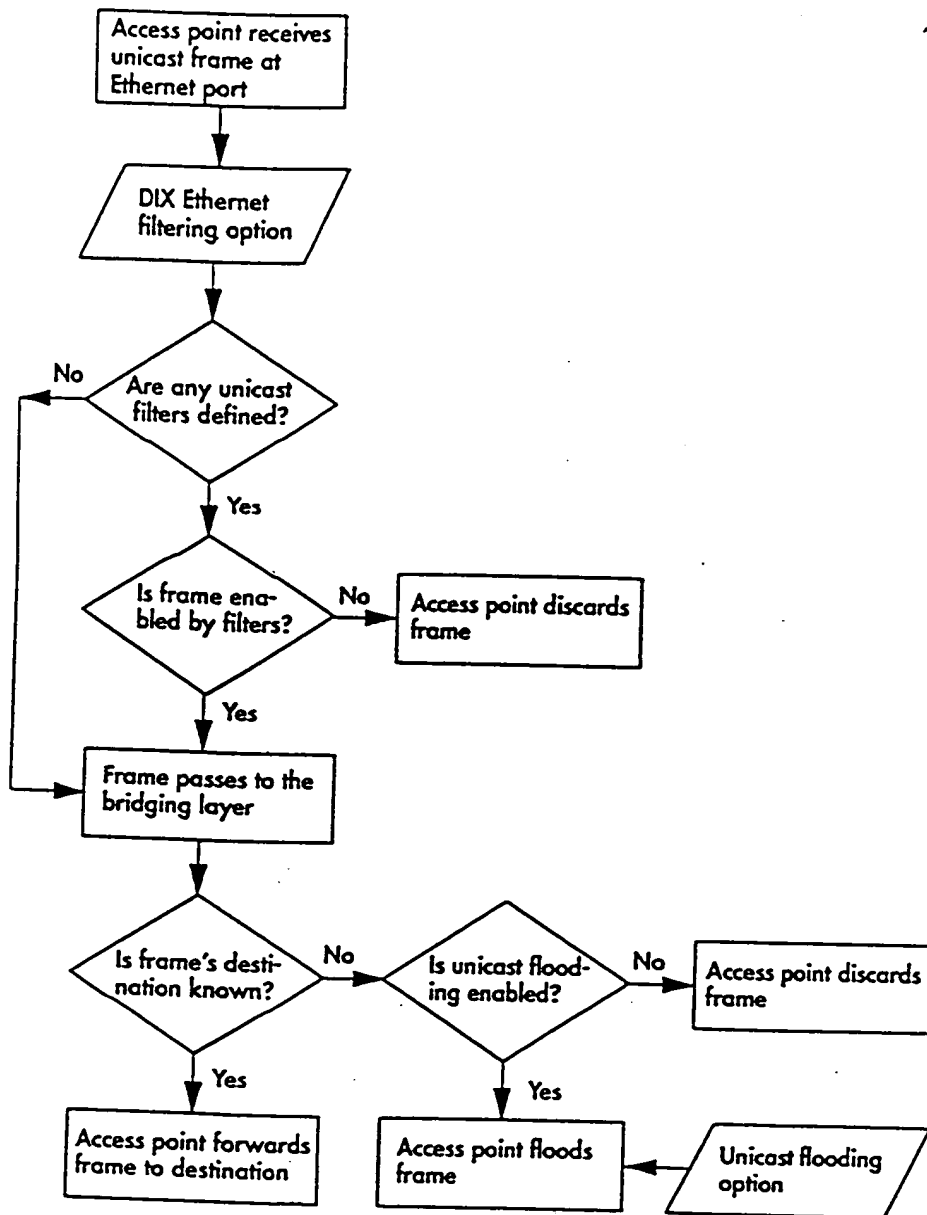 Access point receives
unicast frame at
Ethernet port
DIX Ethernet
filtering option
No
Are any unicast
filters defined?
Yes
Is frame ena-
bled by filters?
No
Access point discards
frame
Yes
Frame passes to the
bridging layer
Is frame's desti-
nation known?
No
Is unicast flood-
ing enabled?
No
Access point discards
frame
Yes
Yes
Access point forwards
frame to destination
Access point floods
frame
Unicast flooding
option